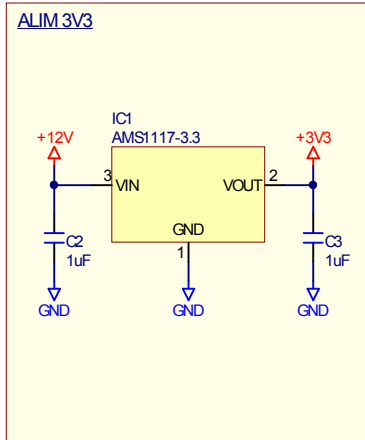 ALIM 3V3
IC1
AMS1117-3.3
+12V
+3V3
3
VIN
VOUT
2
GND
1
C2
1uF
C3
1uF
GND
GND
GND